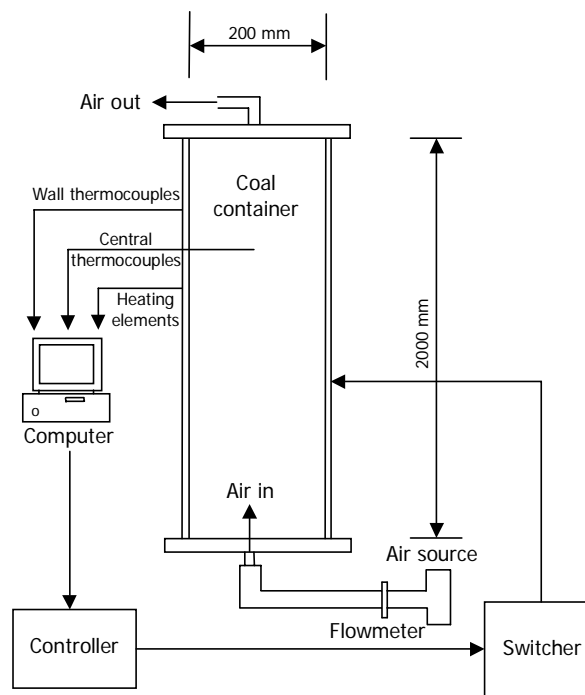 200 mm
Air out
Coal
container
Wall thermocouples
Central
thermocouples
Heating
elements
2000 mm
Computer
Air in
Air source
Flowmeter
Controller
Switcher